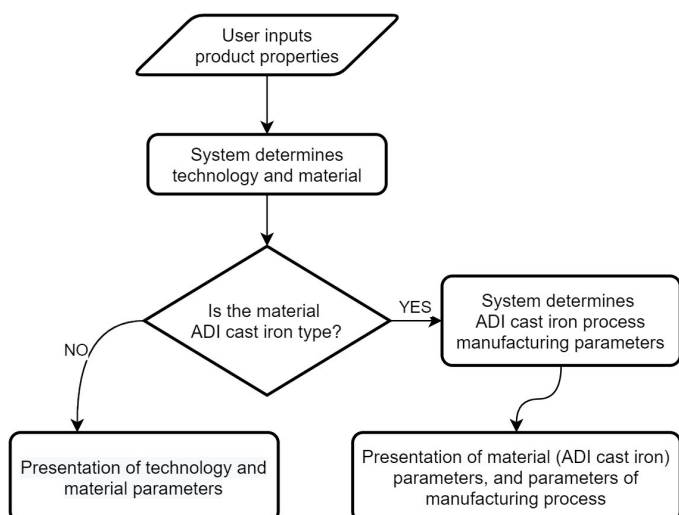 User inputs
product properties
System determines
technology and material
Is the material
ADI cast iron type?
YES
System determines
ADI cast iron process
manufacturing parameters
NO
Presentation of technology and
material parameters
Presentation of material (ADI cast iron)
parameters, and parameters of
manufacturing process